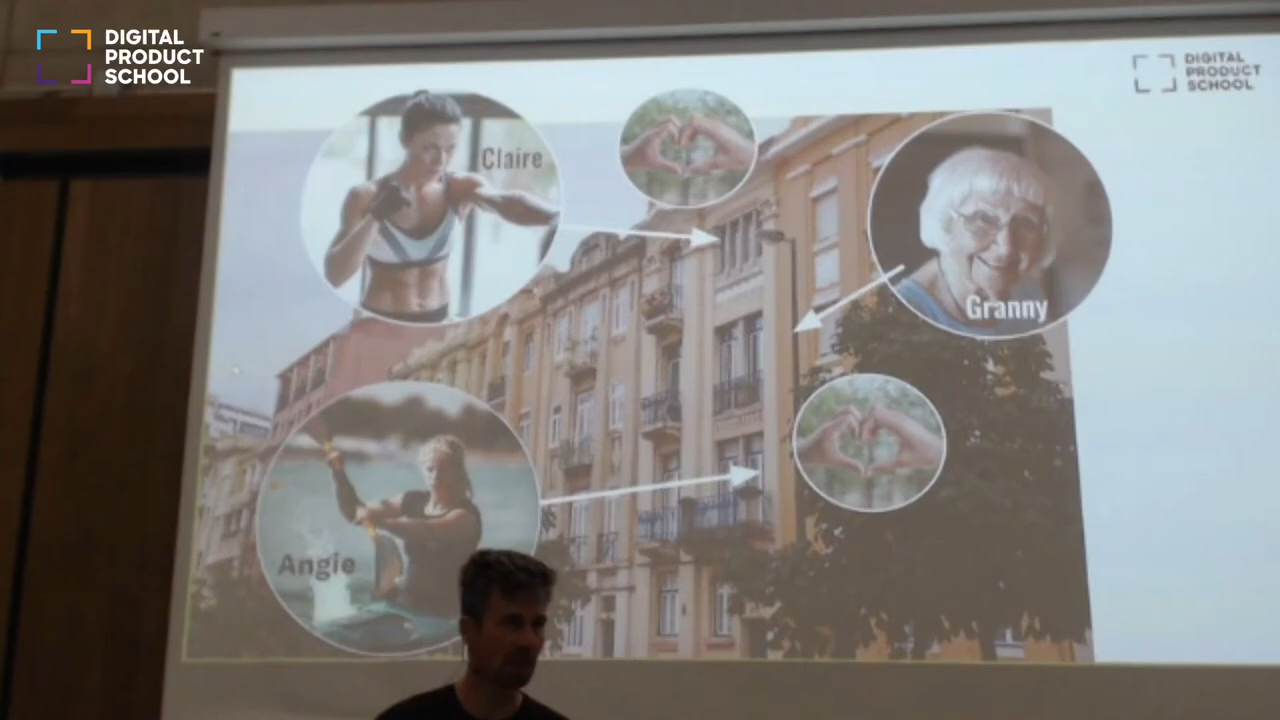 DIGITAL
PRODUCT
SCHOOL
DIGITAL
PRODUCT
SCHOOL
Claire
Granny
Angie